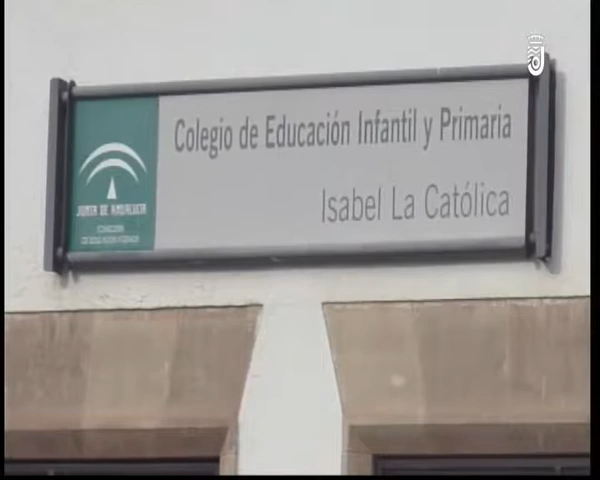 Colegio de Educación Infantil y Primaria
Isabel La Católica
JUNTA DE ANDALUCIA